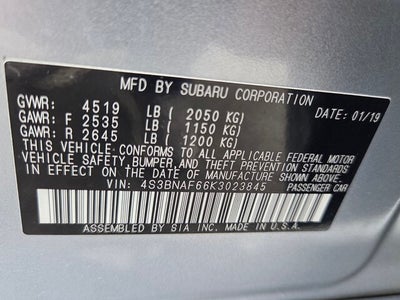 MFD BY SUBARU CORPORATION
GVWR: 4519 LB ( 2050 KG) DATE: 01/19
GAWR: F 2535 LB ( 1150 KG)
GAWR: R 2645 LB ( 1200 KG)
THIS VEHICLE CONFORMS TO ALL APPLICABLE FEDERAL MOTOR
VEHICLE SAFETY, BUMPER, AND THEFT PREVENTION STANDARDS
IN EFFECT ON THE DATE OF MANUFACTURE SHOWN ABOVE.
VIN: 4S3BNAF66K3023845 PASSENGER CAR
ASSEMBLED BY SIA INC. MADE IN U.S.A.